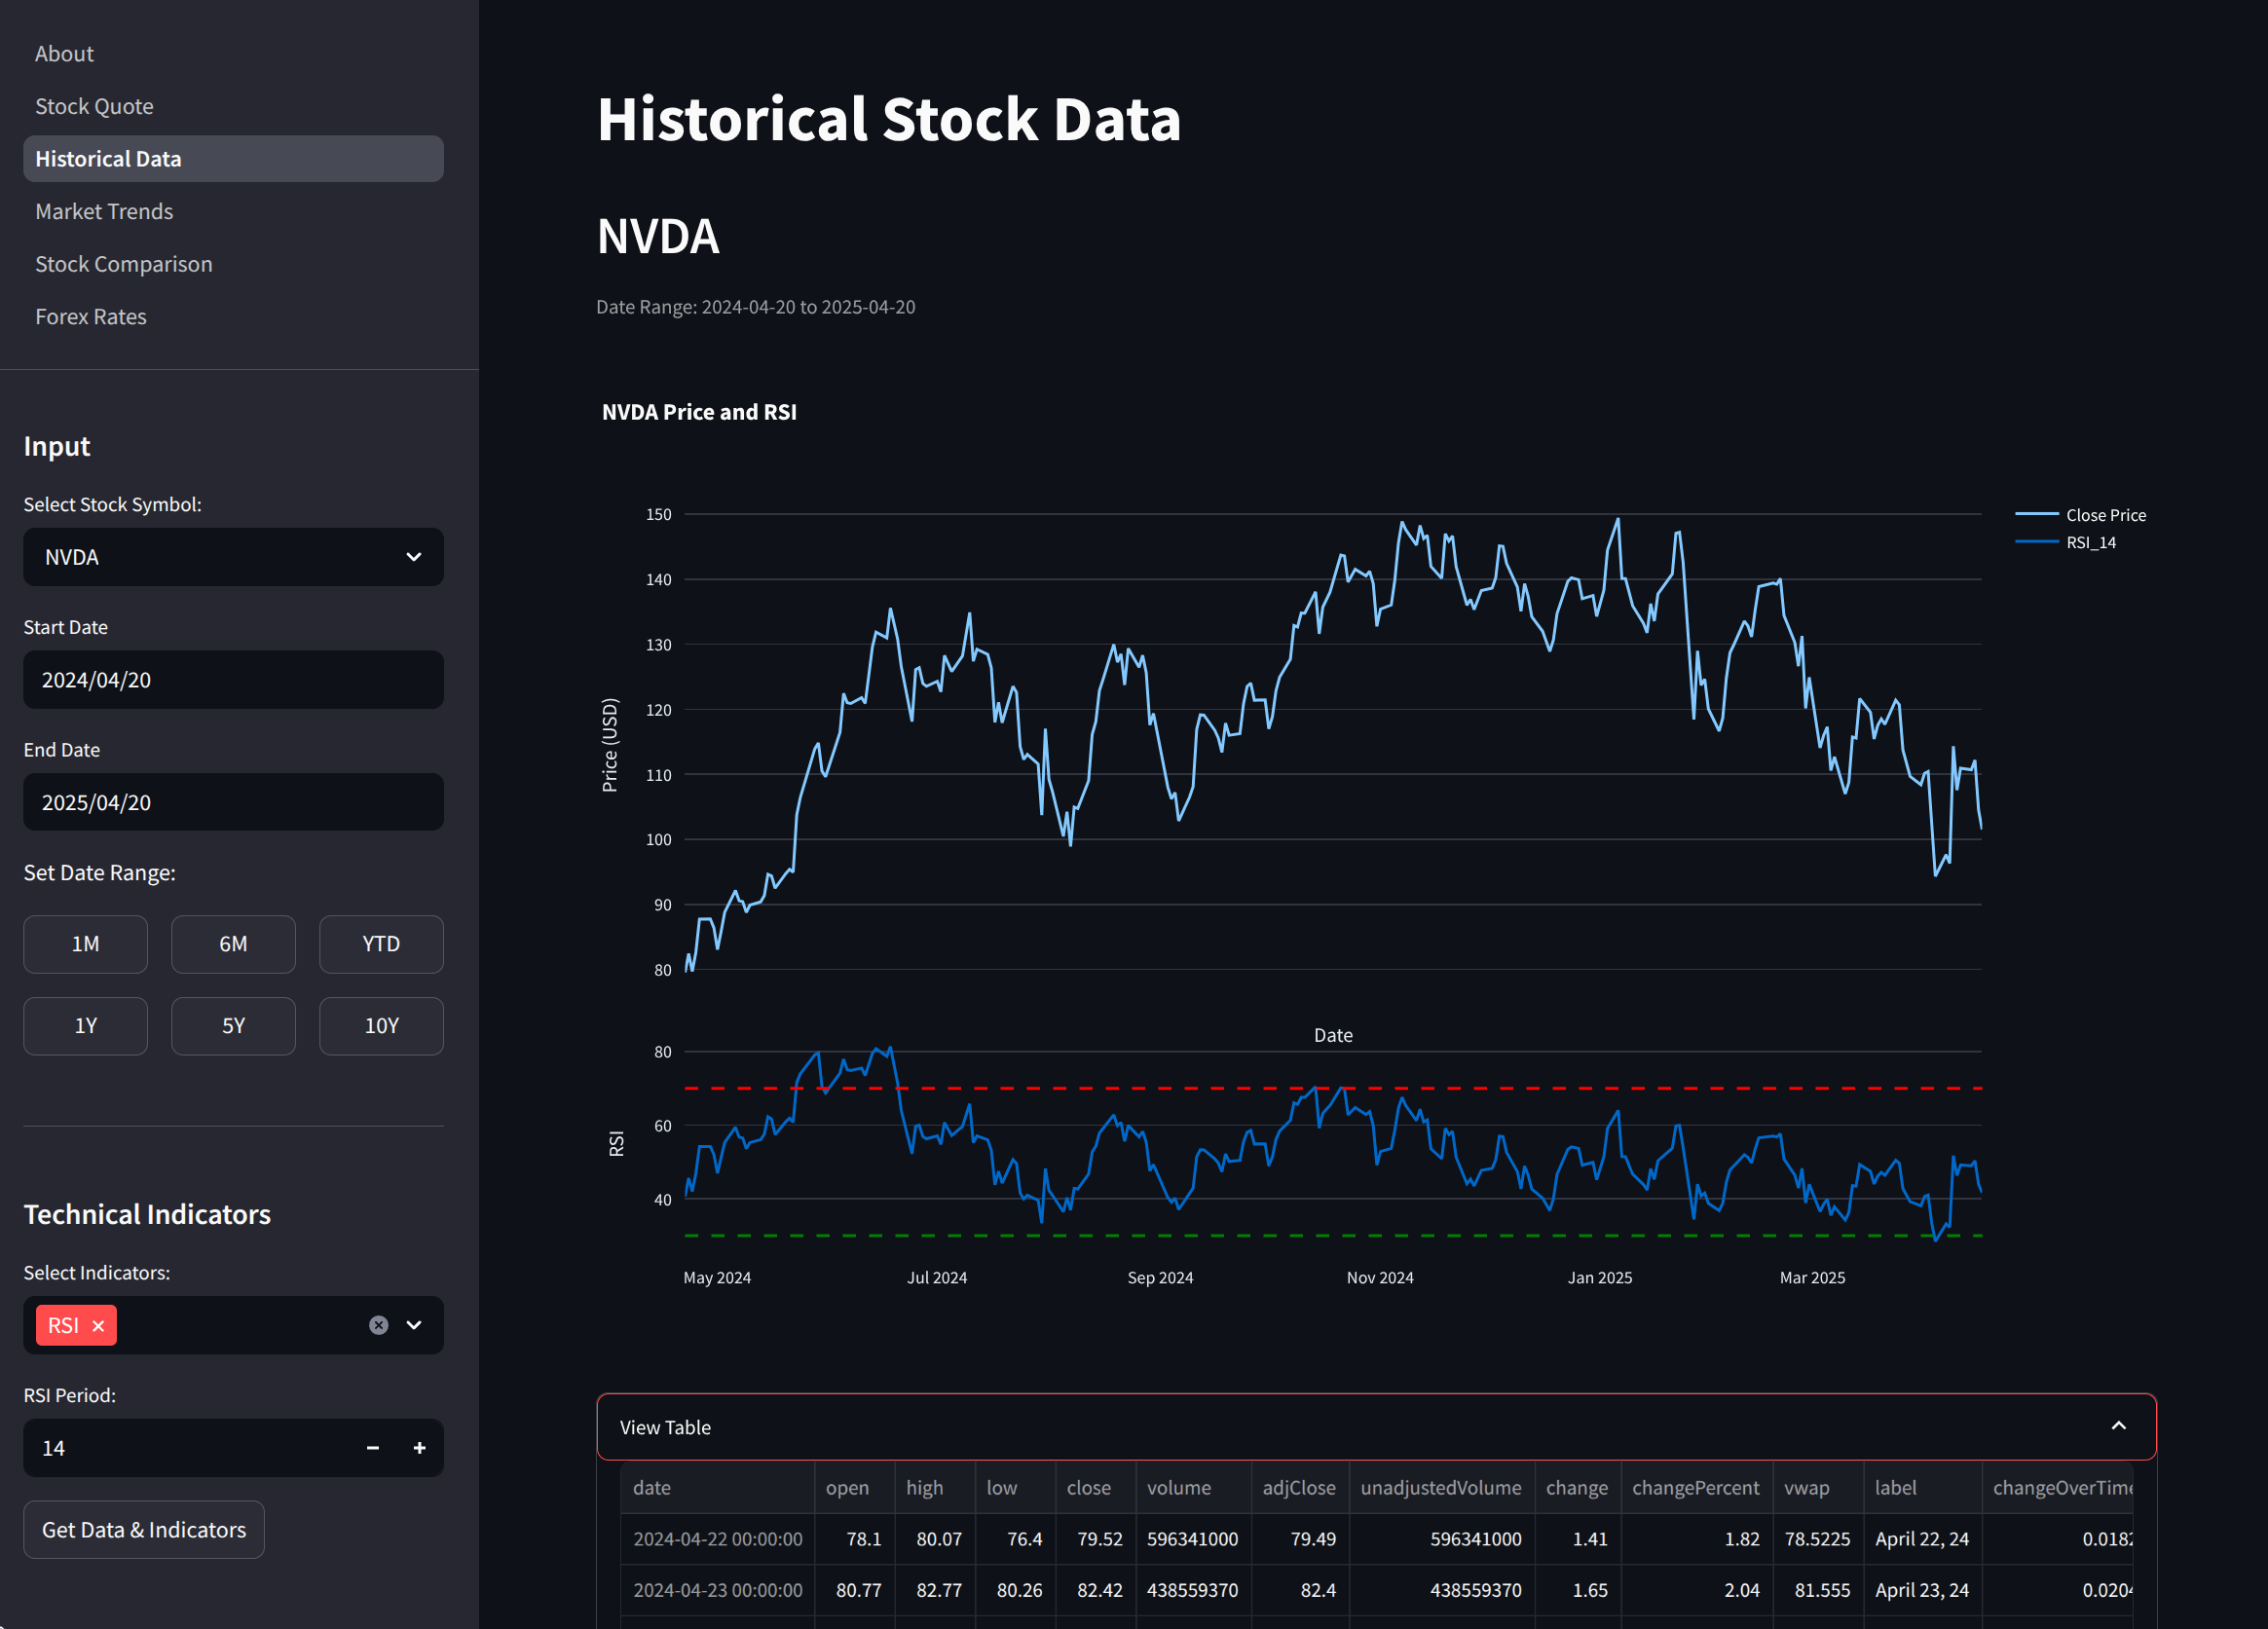 About
Stock Quote
Historical Data
Market Trends
Stock Comparison
Forex Rates
Input
Select Stock Symbol:
NVDA
Start Date
2024/04/20
End Date
2025/04/20
Set Date Range:
1M 6M YTD
1Y 5Y 10Y
Technical Indicators
Select Indicators:
RSI
RSI Period:
14
Get Data & Indicators
Historical Stock Data
NVDA
Date Range: 2024-04-20 to 2025-04-20
NVDA Price and RSI
Close Price
RSI_14
Price (USD)
150
140
130
120
110
100
90
80
Date
RSI
80
60
40
May 2024 Jul 2024 Sep 2024 Nov 2024 Jan 2025 Mar 2025
View Table
date open high low close volume adjClose unadjustedVolume change changePercent vwap label changeOverTime
2024-04-22 00:00:00 78.1 80.07 76.4 79.52 596341000 79.49 596341000 1.41 1.82 78.5225 April 22, 24 0.0182
2024-04-23 00:00:00 80.77 82.77 80.26 82.42 438559370 82.4 438559370 1.65 2.04 81.555 April 23, 24 0.0204